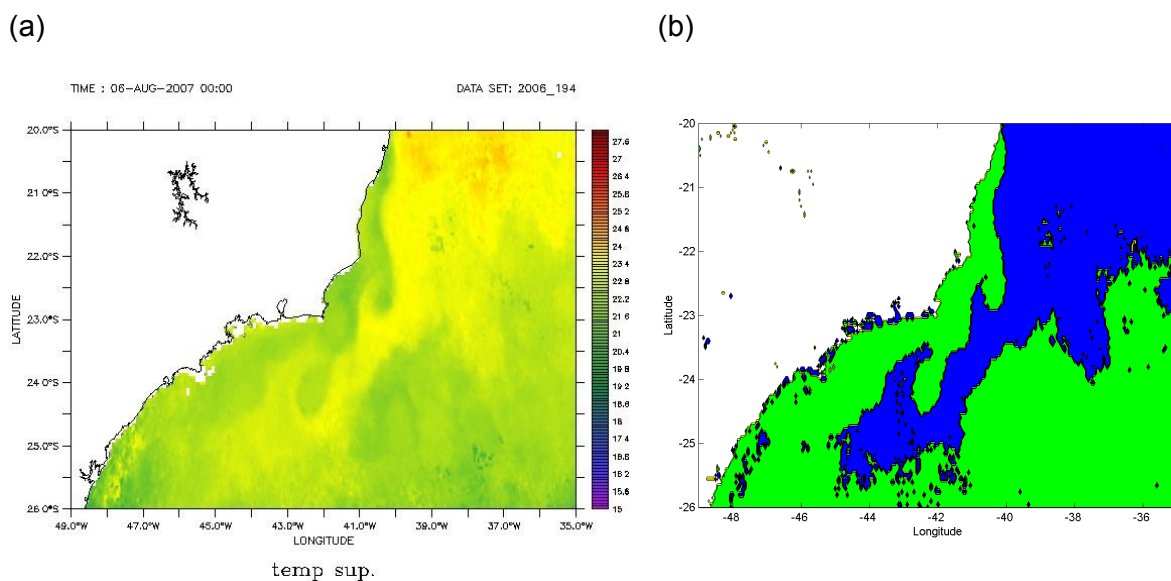 (a)
(b)
TIME : 06-AUG-2007 00:00
DATA SET: 2006_194
20.0°S
21.0°S
22.0°S
23.0°S
24.0°S
25.0°S
26.0°S
LATITUDE
49.0°W 47.0°W 45.0°W 43.0°W 41.0°W 39.0°W 37.0°W 35.0°W
LONGITUDE
temp sup.
27.6
27
26.4
25.8
25.2
24.6
24
23.4
22.8
22.2
21.6
21
20.4
19.8
19.2
18.6
18
17.4
16.8
16.2
15.6
15
-20
-21
-22
-23
-24
-25
-26
Latitude
-48 -46 -44 -42 -40 -38 -36
Longitude